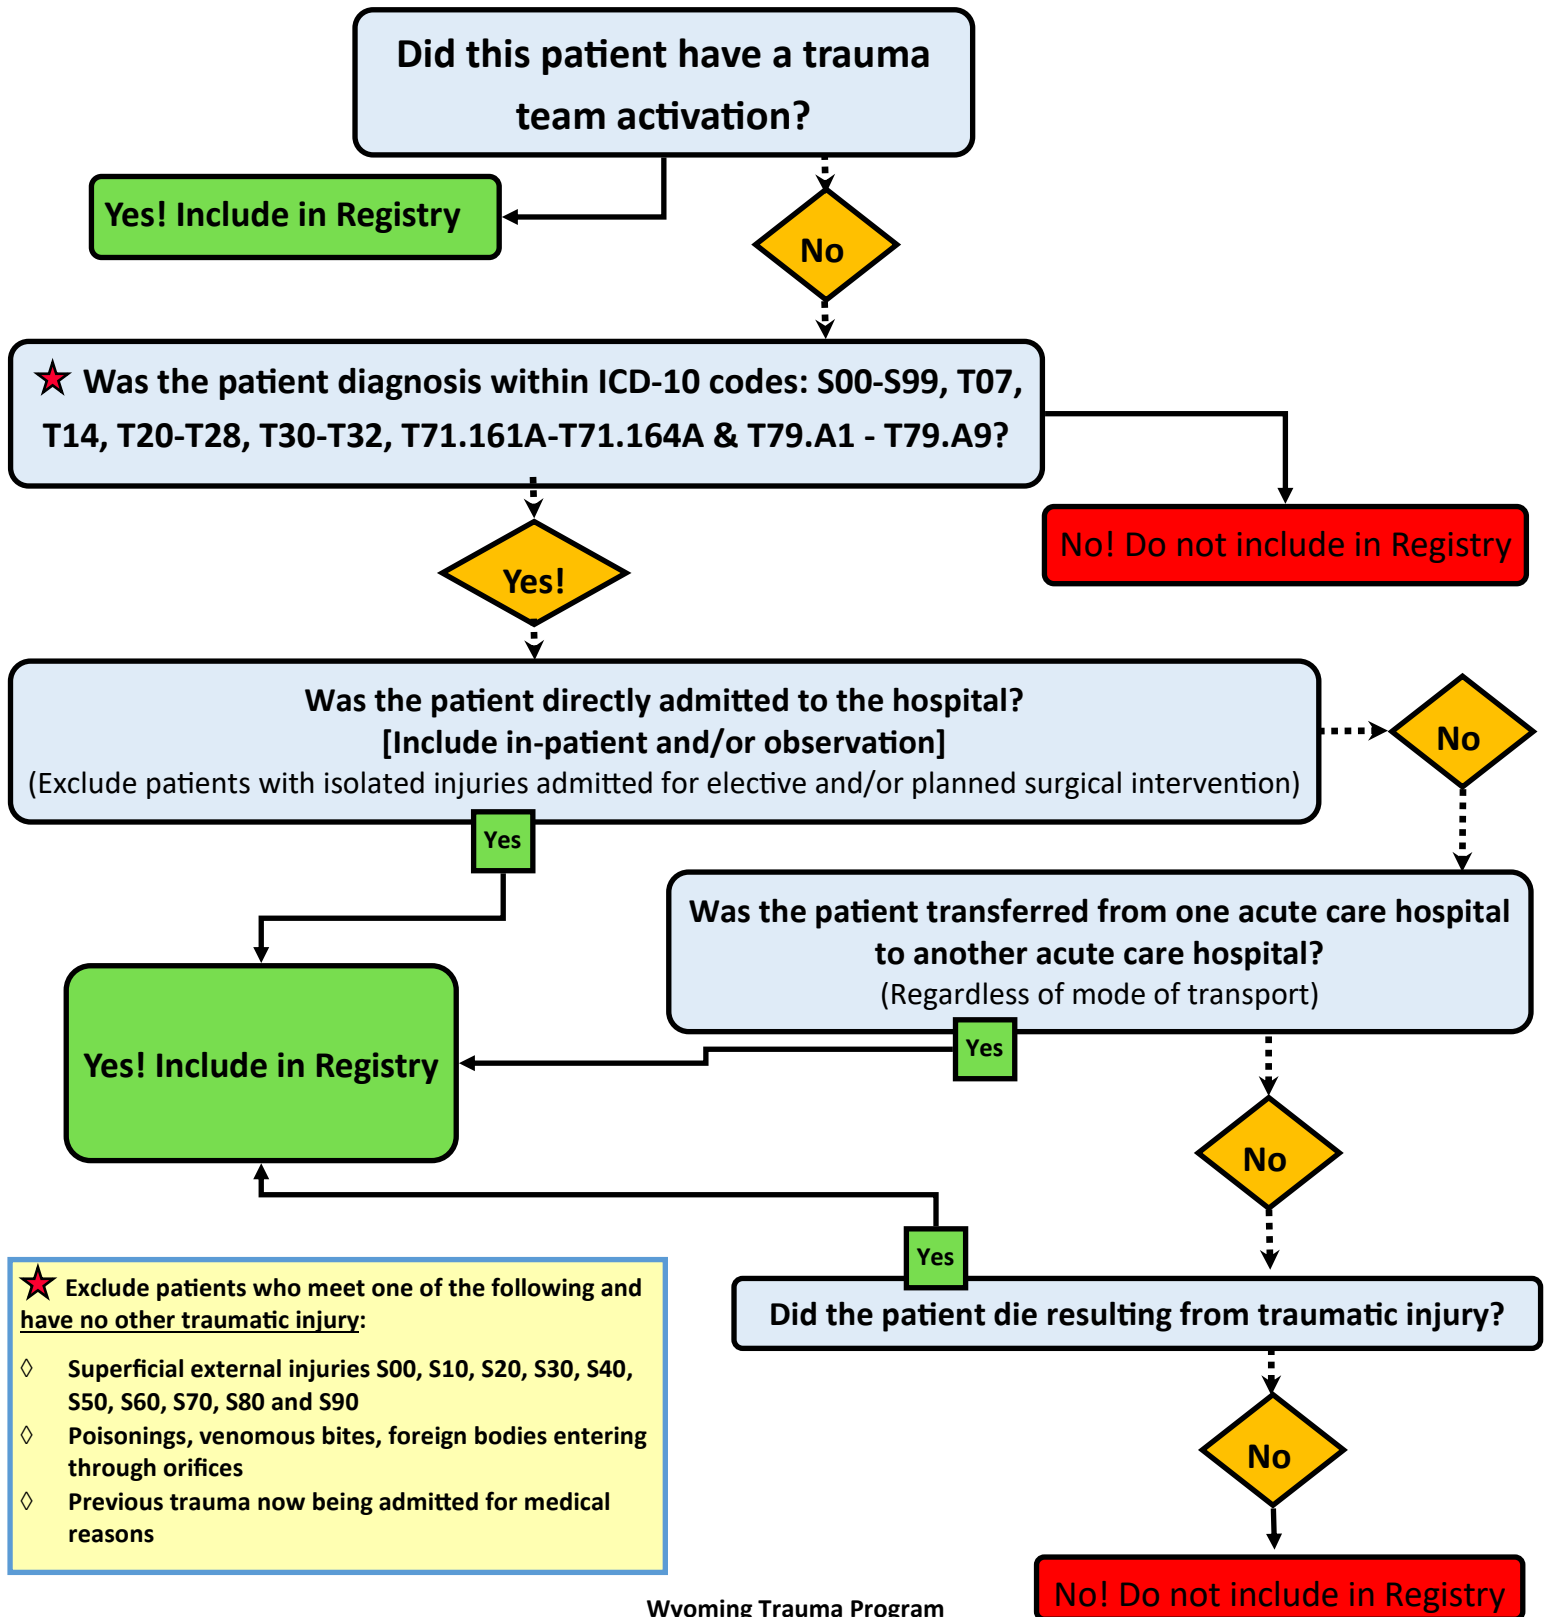 Did this patient have a trauma
team activation?
Yes! Include in Registry
No
Was the patient diagnosis within ICD-10 codes: S00-S99, T07,
T14, T20-T28, T30-T32, T71.161A-T71.164A & T79.A1 - T79.A9?
No! Do not include in Registry
Yes!
Was the patient directly admitted to the hospital?
[Include in-patient and/or observation]
(Exclude patients with isolated injuries admitted for elective and/or planned surgical intervention)
No
Yes
Was the patient transferred from one acute care hospital
to another acute care hospital?
(Regardless of mode of transport)
Yes! Include in Registry
Yes
No
Yes
Did the patient die resulting from traumatic injury?
Exclude patients who meet one of the following and
have no other traumatic injury:
◊ Superficial external injuries S00, S10, S20, S30, S40,
S50, S60, S70, S80 and S90
◊ Poisonings, venomous bites, foreign bodies entering
through orifices
◊ Previous trauma now being admitted for medical
reasons
No
No! Do not include in Registry
Wyoming Trauma Program